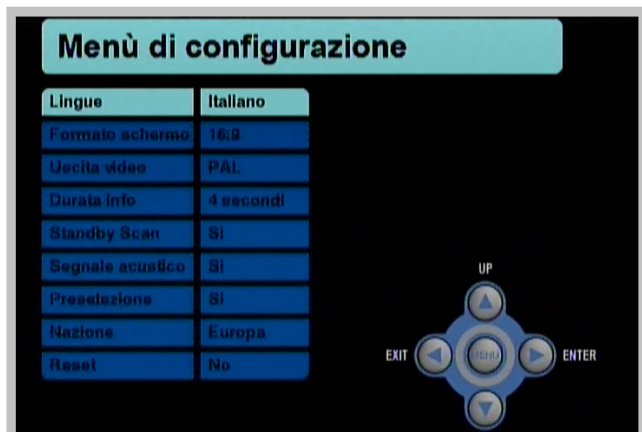 Menù di configurazione
Lingue Italiano
Formato schermo 16:9
Uscita video PAL
Durata info 4 secondi
Standby Scan Si
Segnale acustico Si
Preselezione Si
Nazione Europa
Reset No
UP
EXIT MENU ENTER